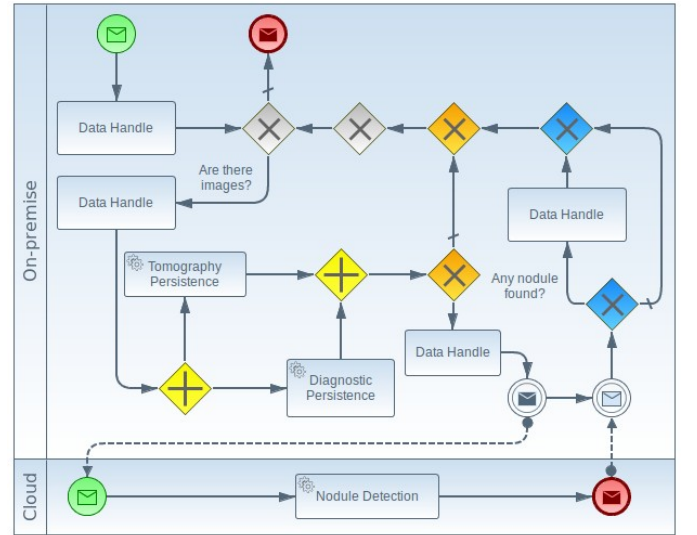 On-premise
Data Handle
Are there
images?
Data Handle
Data Handle
Tomography
Persistence
Any nodule
found?
Data Handle
Diagnostic
Persistence
Cloud
Nodule Detection